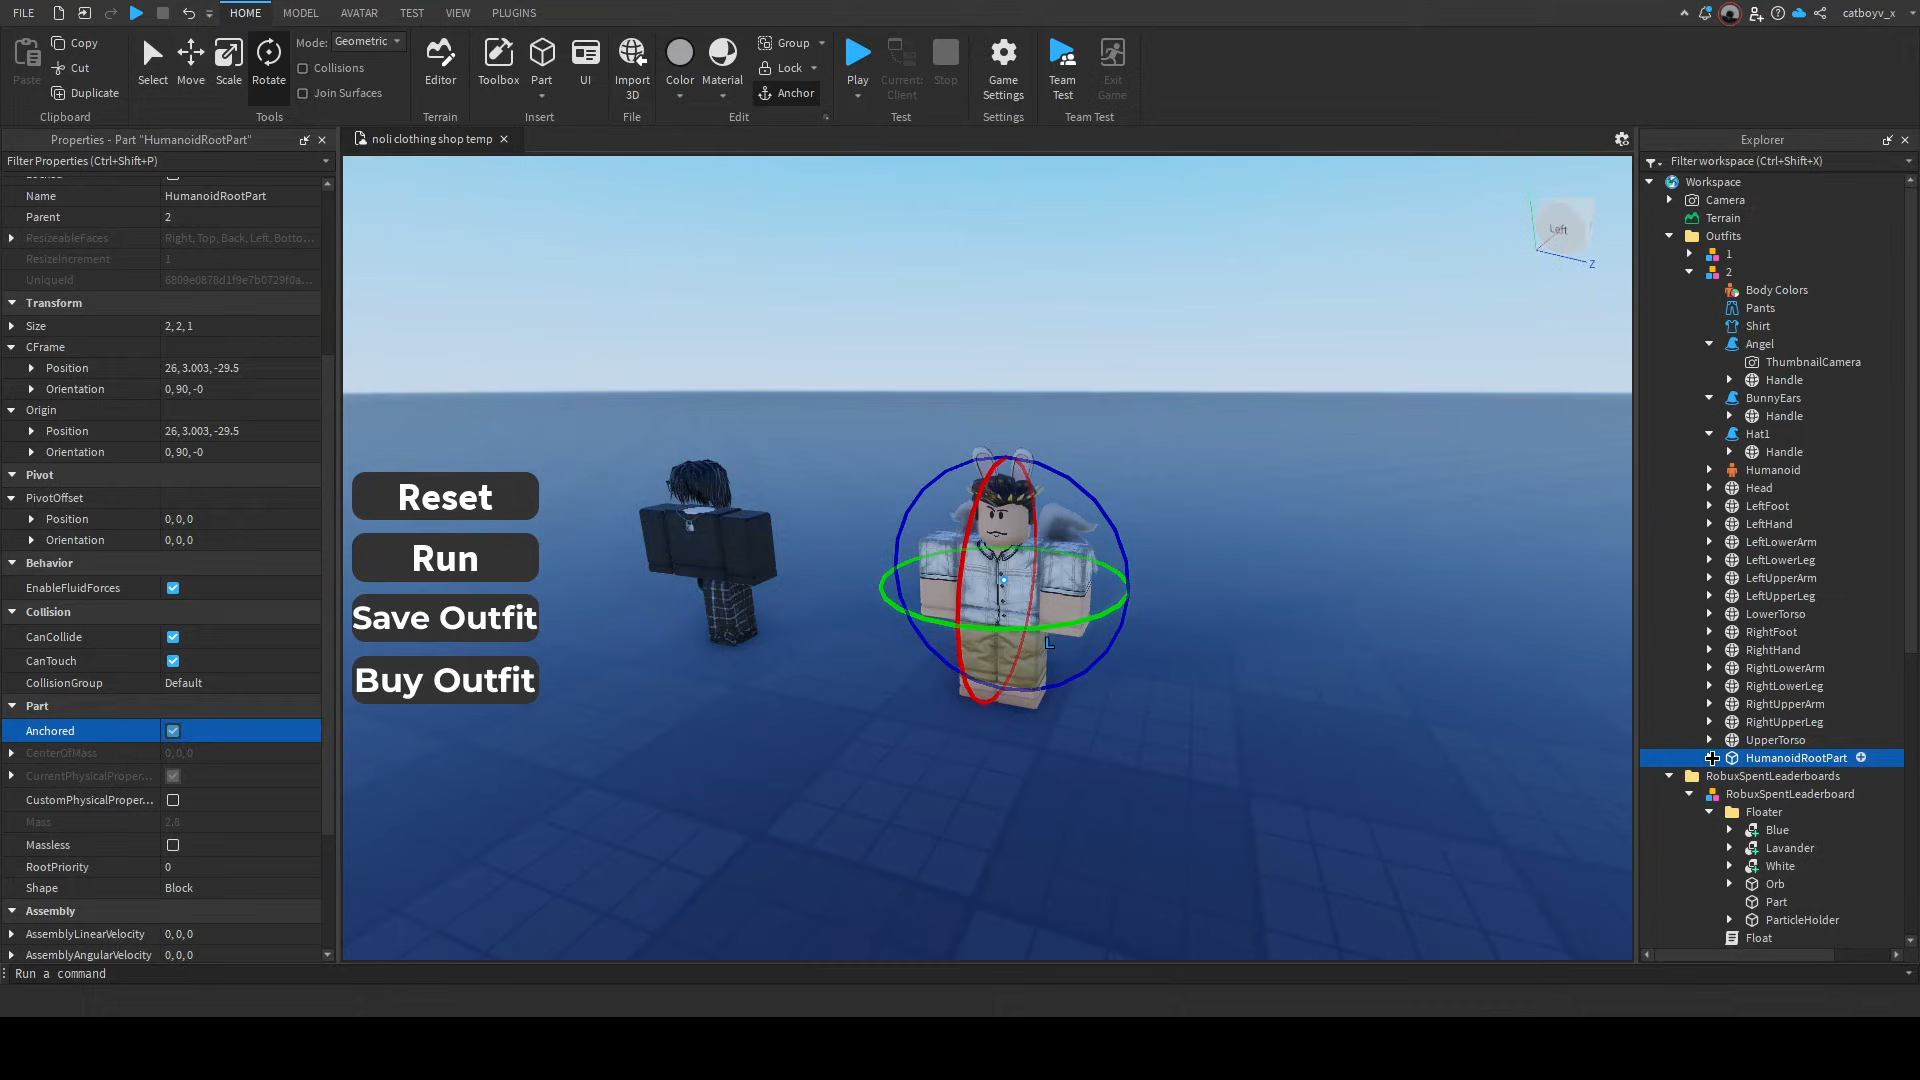 FILE
HOME
MODEL
AVATAR
TEST
VIEW
PLUGINS
catboyv_x
Paste
Copy
Cut
Duplicate
Clipboard
Select
Move
Scale
Rotate
Mode: Geometric
Collisions
Join Surfaces
Tools
Editor
Terrain
Toolbox
Part
UI
Insert
Import
3D
File
Color
Material
Group
Lock
Anchor
Edit
Play
Current:
Client
Stop
Test
Game
Settings
Settings
Team
Test
Exit
Game
Team Test
Properties - Part "HumanoidRootPart"
Filter Properties (Ctrl+Shift+P)
Name HumanoidRootPart
Parent 2
ResizeableFaces Right, Top, Back, Left, Botto...
ResizeIncrement 1
UniqueId 6809e0878d1f9e7b0729f0a...
Transform
Size 2, 2, 1
CFrame
Position 26, 3.003, -29.5
Orientation 0, 90, -0
Origin
Position 26, 3.003, -29.5
Orientation 0, 90, -0
Pivot
PivotOffset
Position 0, 0, 0
Orientation 0, 0, 0
Behavior
EnableFluidForces
Collision
CanCollide
CanTouch
CollisionGroup Default
Part
Anchored
CenterOfMass 0, 0, 0
CurrentPhysicalProper...
CustomPhysicalProper...
Mass 2.8
Massless
RootPriority 0
Shape Block
Assembly
AssemblyLinearVelocity 0, 0, 0
AssemblyAngularVelocity 0, 0, 0
Run a command
noli clothing shop temp
Left
Z
Reset
Run
Save Outfit
Buy Outfit
L
Explorer
Filter workspace (Ctrl+Shift+X)
Workspace
Camera
Terrain
Outfits
1
2
Body Colors
Pants
Shirt
Angel
ThumbnailCamera
Handle
BunnyEars
Handle
Hat1
Handle
Humanoid
Head
LeftFoot
LeftHand
LeftLowerArm
LeftLowerLeg
LeftUpperArm
LeftUpperLeg
LowerTorso
RightFoot
RightHand
RightLowerArm
RightLowerLeg
RightUpperArm
RightUpperLeg
UpperTorso
HumanoidRootPart
RobuxSpentLeaderboards
RobuxSpentLeaderboard
Floater
Blue
Lavander
White
Orb
Part
ParticleHolder
Float